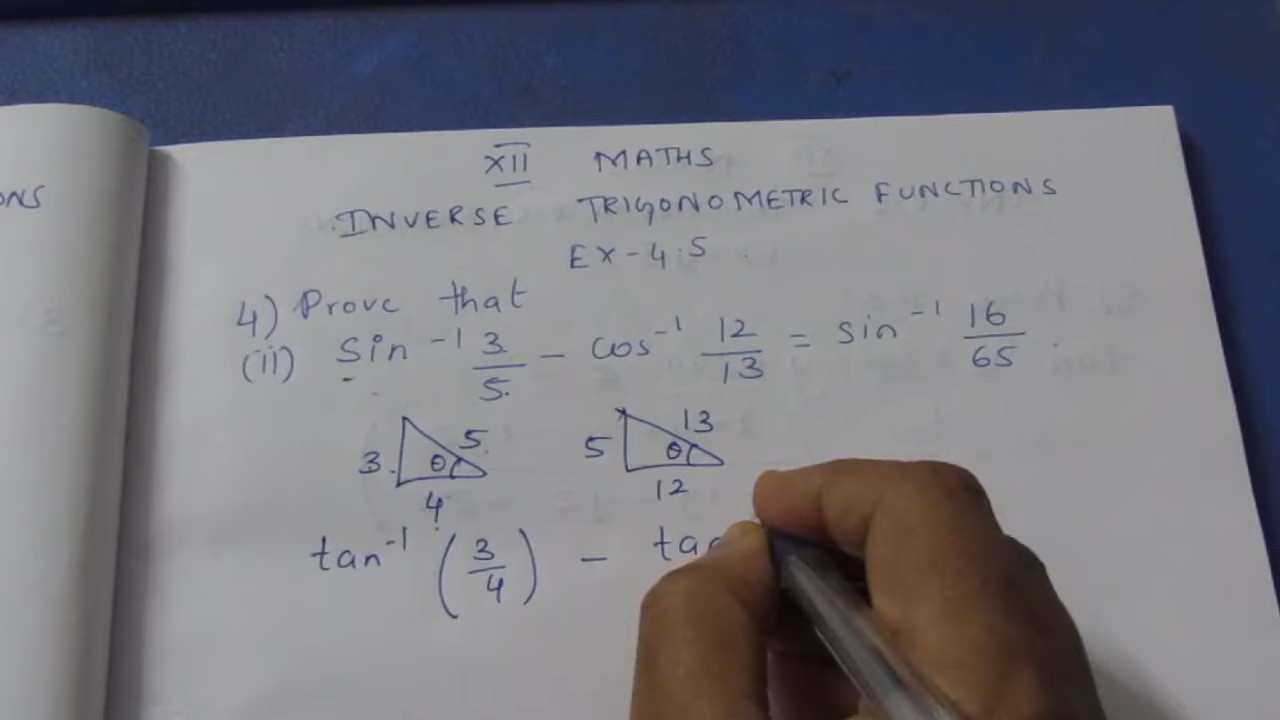 ONS
XII MATHS
INVERSE TRIGONOMETRIC FUNCTIONS
EX-4.5
4) Prove that
(ii) Sin⁻¹ 3/5 - cos⁻¹ 12/13 = sin⁻¹ 16/65
3 5 θ 4
5 13 θ 12
tan⁻¹ (3/4) - ta